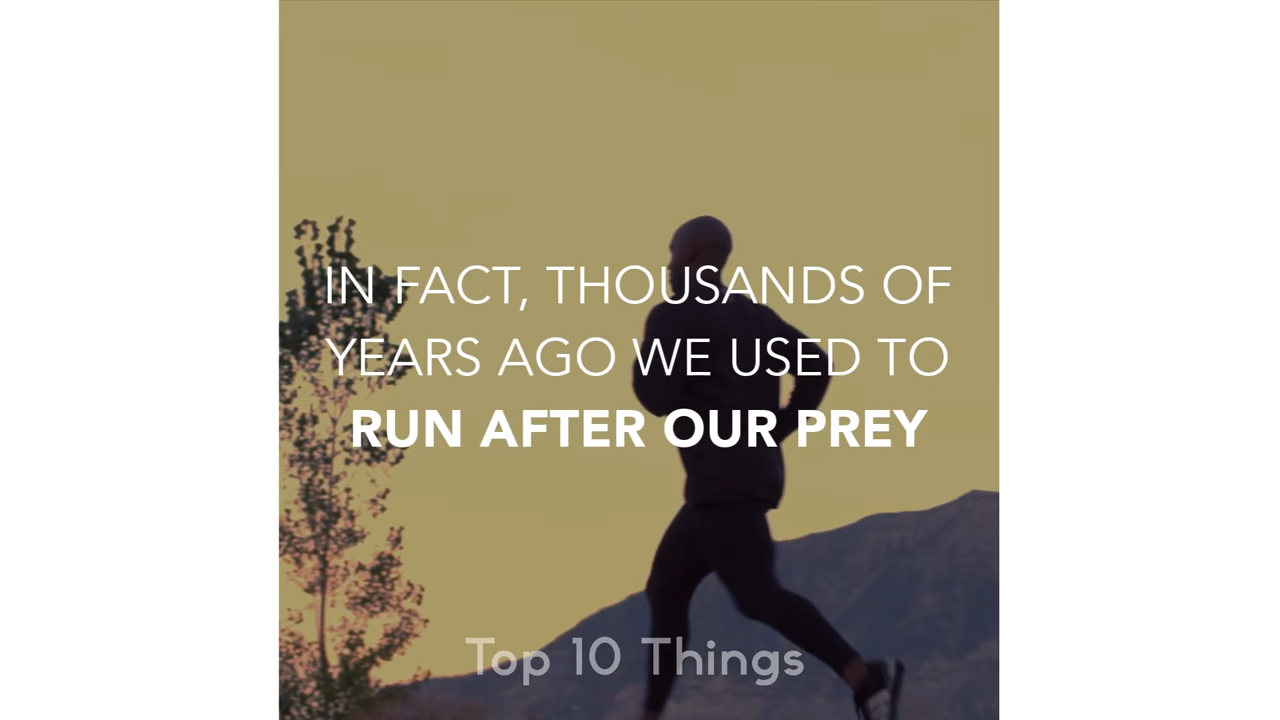 IN FACT, THOUSANDS OF
YEARS AGO WE USED TO
RUN AFTER OUR PREY
Top 10 Things